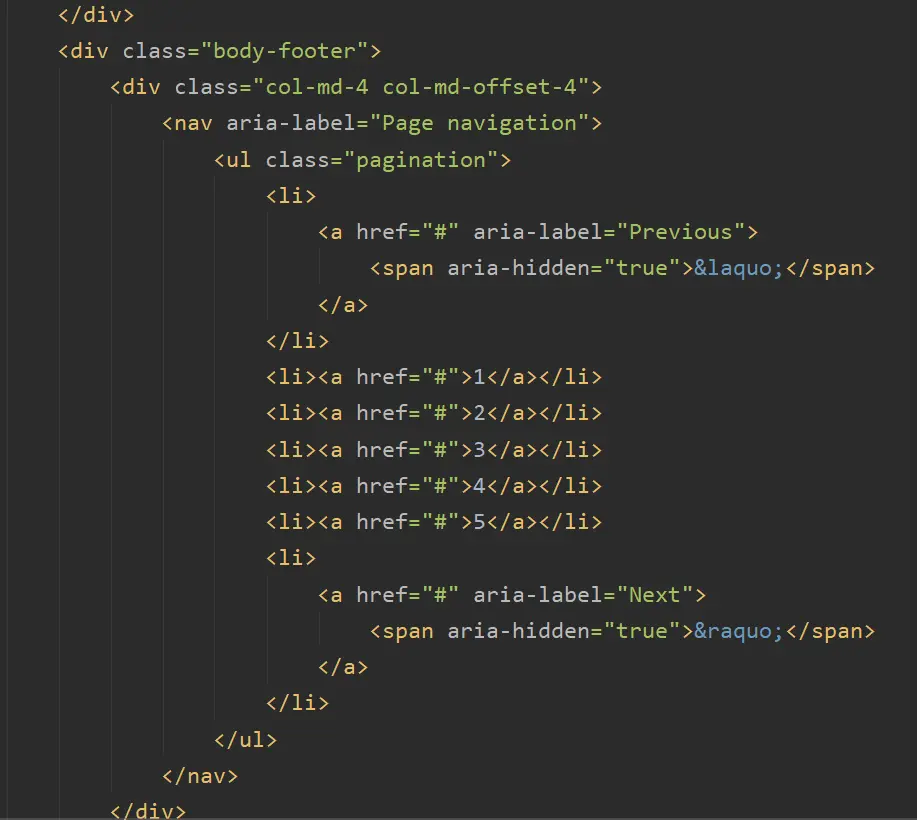 </div>
<div class="body-footer">
<div class="col-md-4 col-md-offset-4">
<nav aria-label="Page navigation">
<ul class="pagination">
<li>
<a href="#" aria-label="Previous">
<span aria-hidden="true">&laquo;</span>
</a>
</li>
<li><a href="#">1</a></li>
<li><a href="#">2</a></li>
<li><a href="#">3</a></li>
<li><a href="#">4</a></li>
<li><a href="#">5</a></li>
<li>
<a href="#" aria-label="Next">
<span aria-hidden="true">&raquo;</span>
</a>
</li>
</ul>
</nav>
</div>